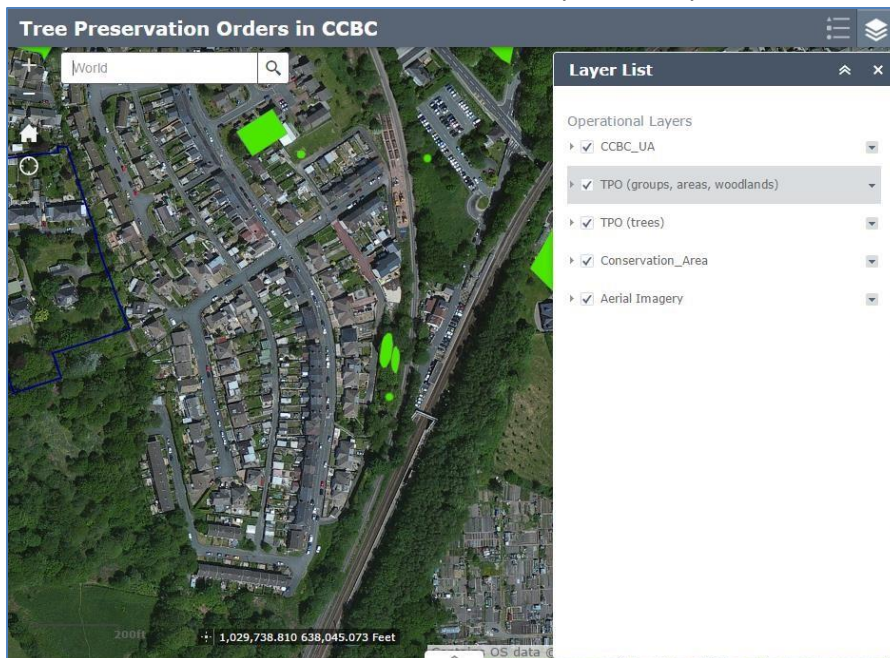 Tree Preservation Orders in CCBC
World
Layer List
Operational Layers
CCBC_UA
TPO (groups, areas, woodlands)
TPO (trees)
Conservation_Area
Aerial Imagery
200ft
1,029,738.810 638,045.073 Feet
Contains OS data ©